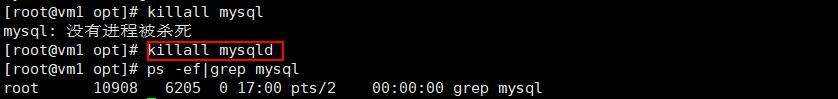 [root@vm1 opt]# killall mysql
mysql: 没有进程被杀死
[root@vm1 opt]# killall mysqld
[root@vm1 opt]# ps -ef|grep mysql
root     10908  6205  0 17:00 pts/2    00:00:00 grep mysql